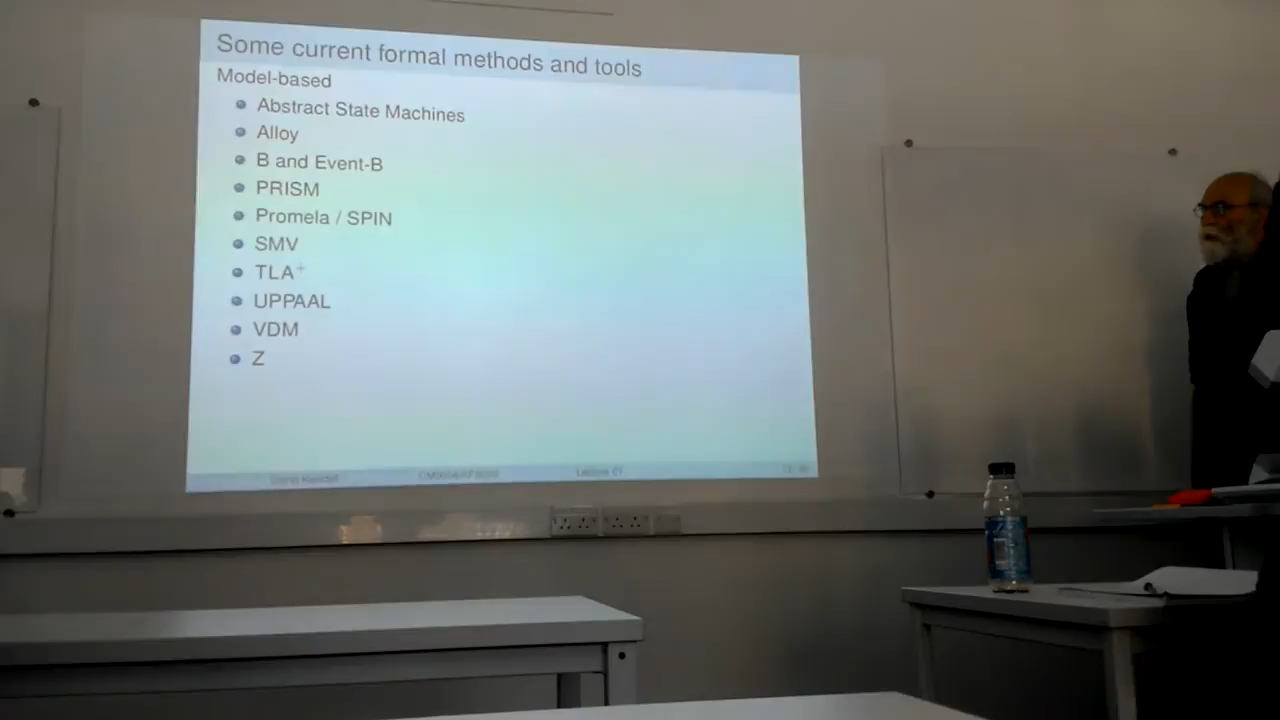 Some current formal methods and tools
Model-based
Abstract State Machines
Alloy
B and Event-B
PRISM
Promela / SPIN
SMV
TLA+
UPPAAL
VDM
Z
Lecture